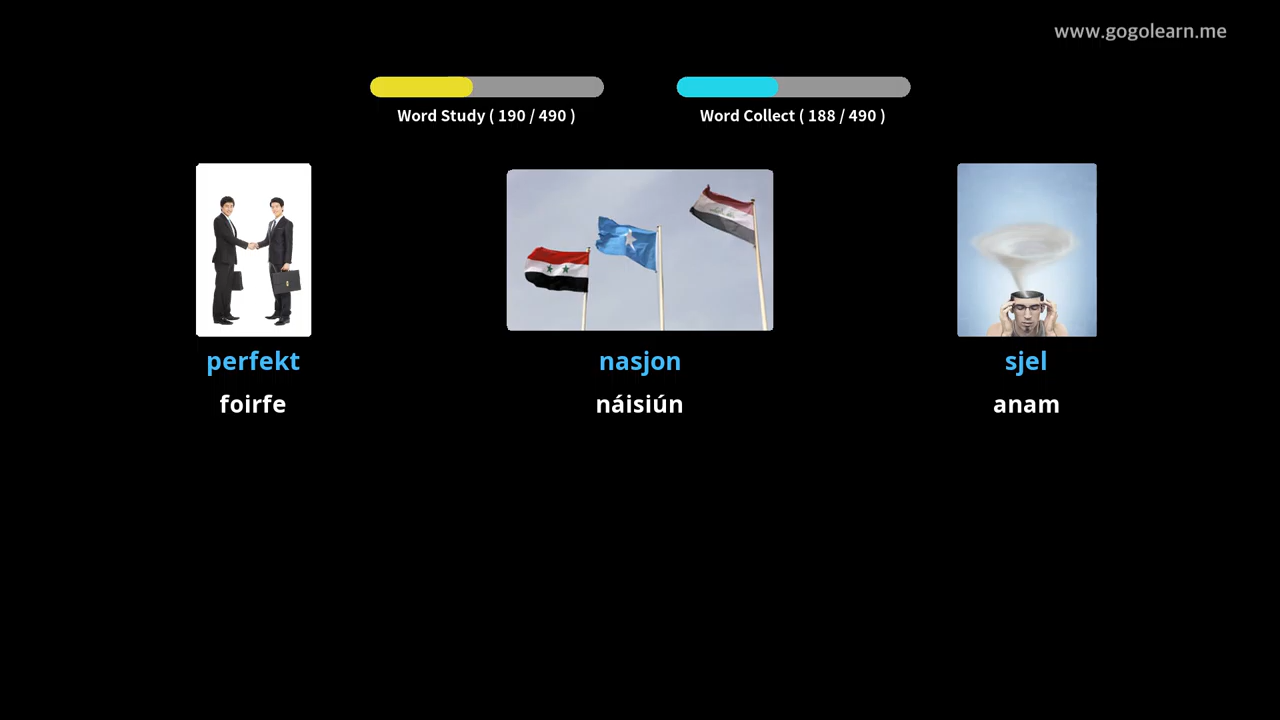 www.gogolearn.me
Word Study ( 190 / 490 )
Word Collect ( 188 / 490 )
perfekt
foirfe
nasjon
náisiún
sjel
anam